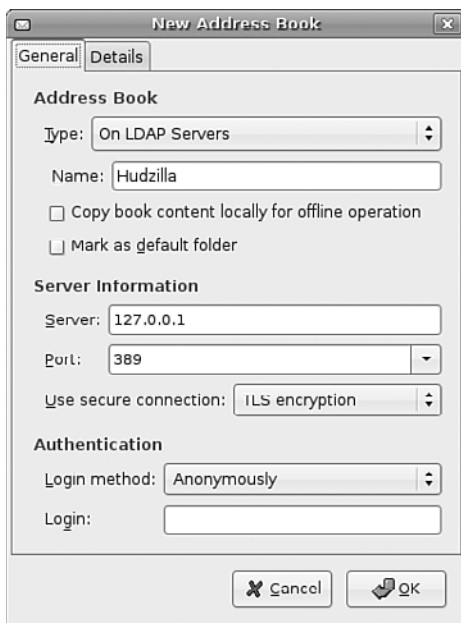 New Address Book
General Details
Address Book
Type: On LDAP Servers
Name: Hudzilla
Copy book content locally for offline operation
Mark as default folder
Server Information
Server: 127.0.0.1
Port: 389
Use secure connection: TLS encryption
Authentication
Login method: Anonymously
Login:
Cancel OK